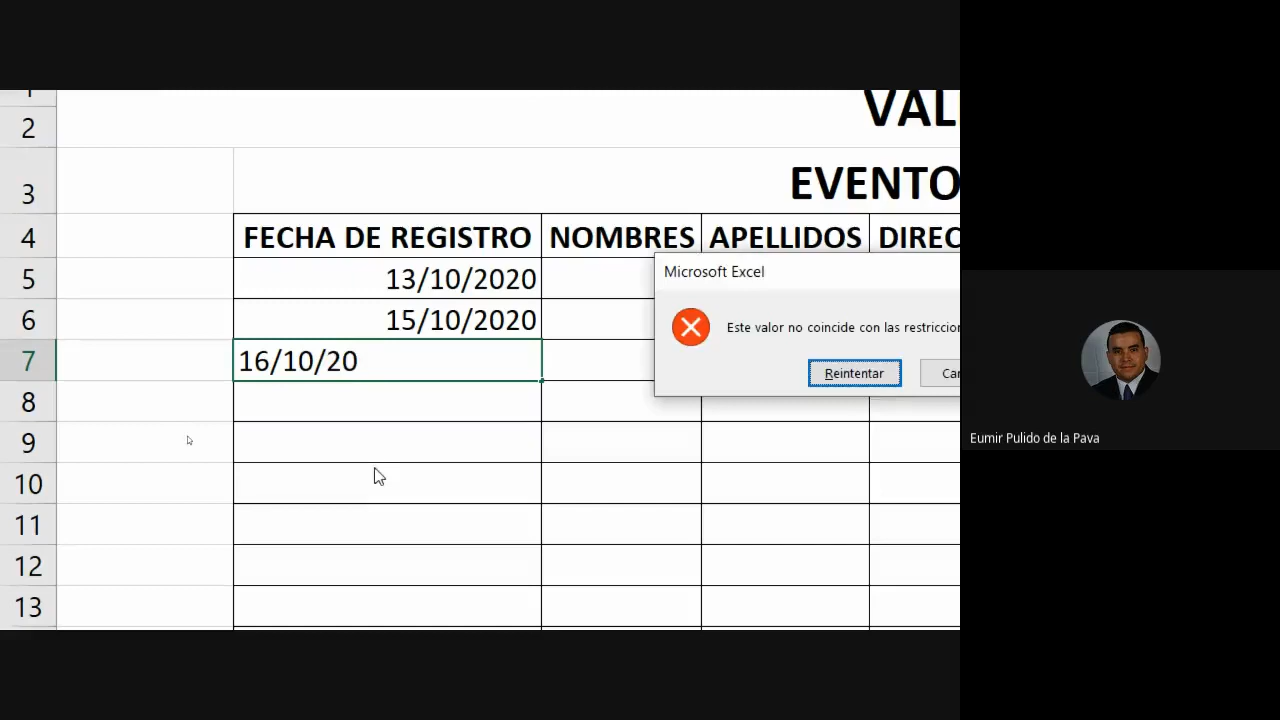 VAL
2
3
EVENTO
4
FECHA DE REGISTRO
NOMBRES
APELLIDOS
DIREC
5
13/10/2020
Microsoft Excel
6
15/10/2020
Este valor no coincide con las restriccion
7
16/10/20
Reintentar
Can
8
9
10
11
12
13
Eumir Pulido de la Pava